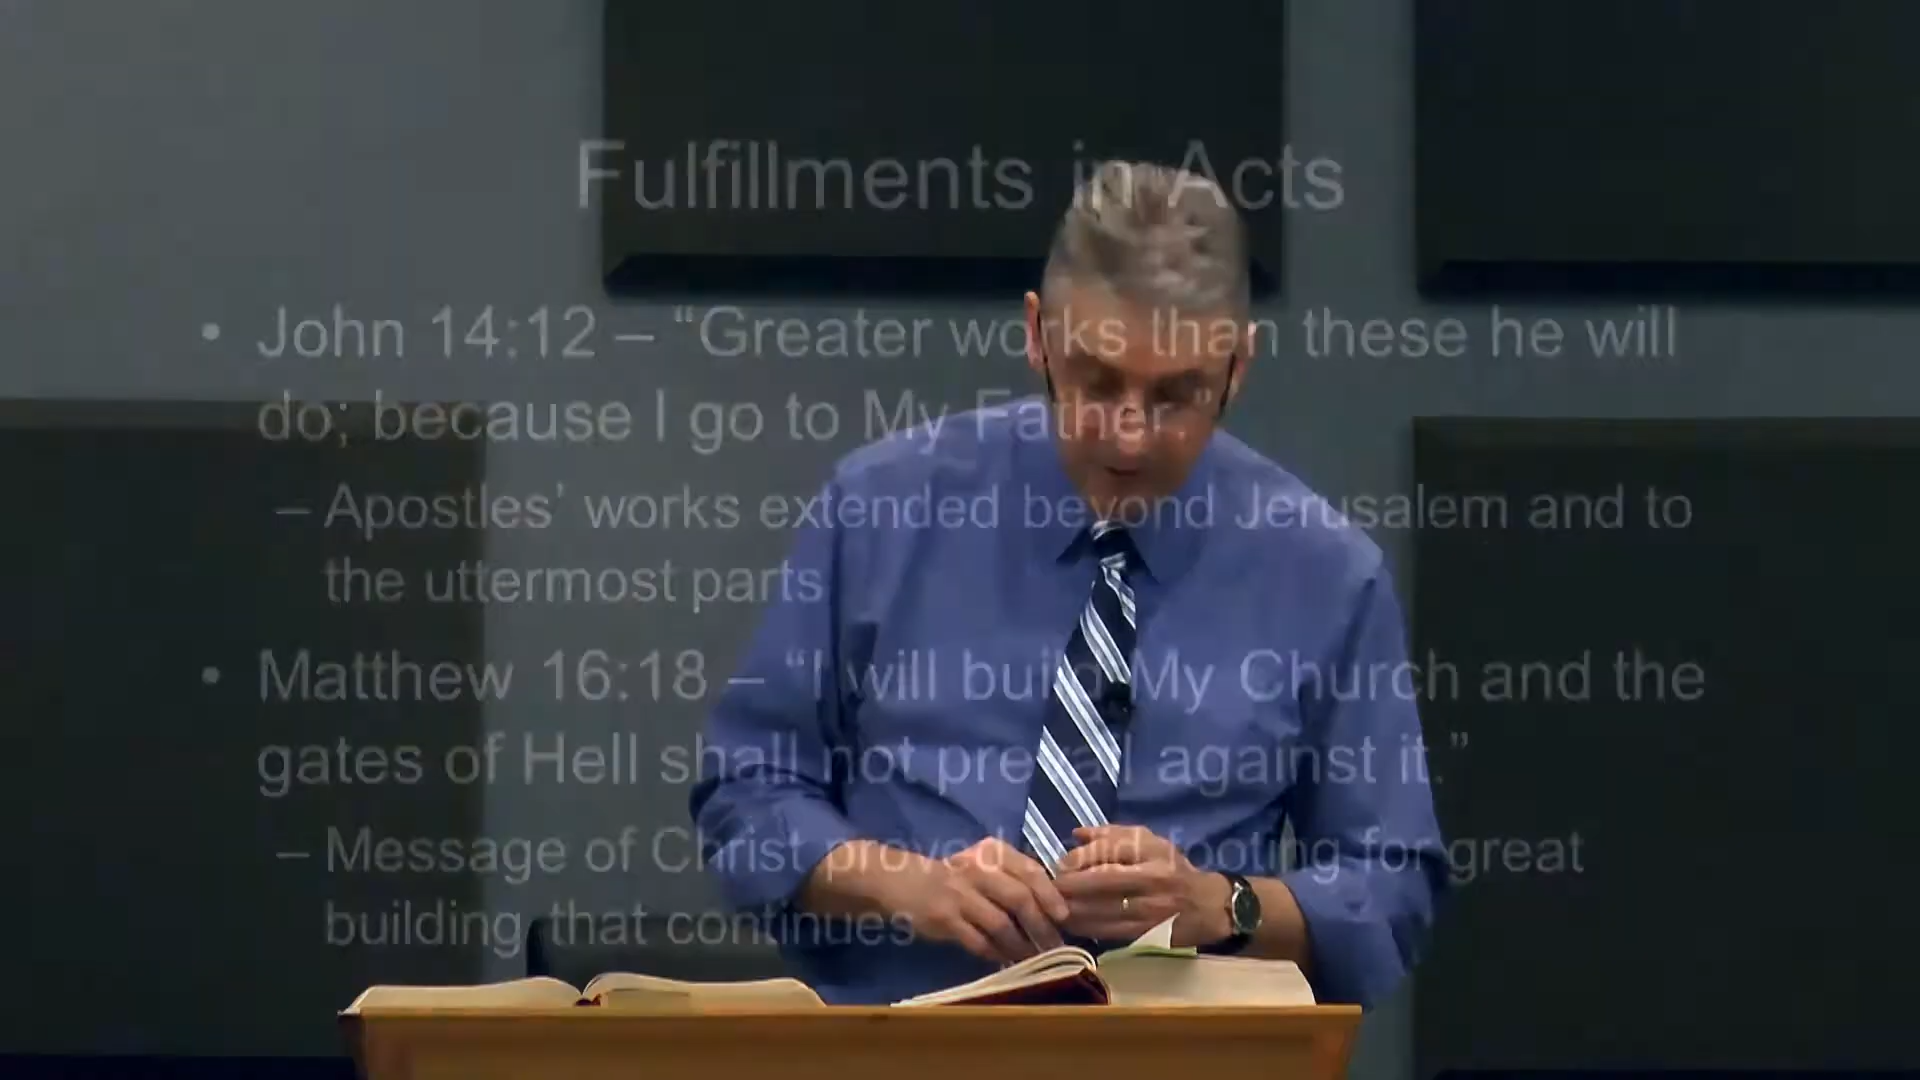 Fulfillments in Acts
• John 14:12 – “Greater works than these he will
do; because I go to My Father.”
– Apostles’ works extended beyond Jerusalem and to
the uttermost parts
• Matthew 16:18 – “I will build My Church and the
gates of Hell shall not prevail against it.”
– Message of Christ proved solid footing for great
building that continues